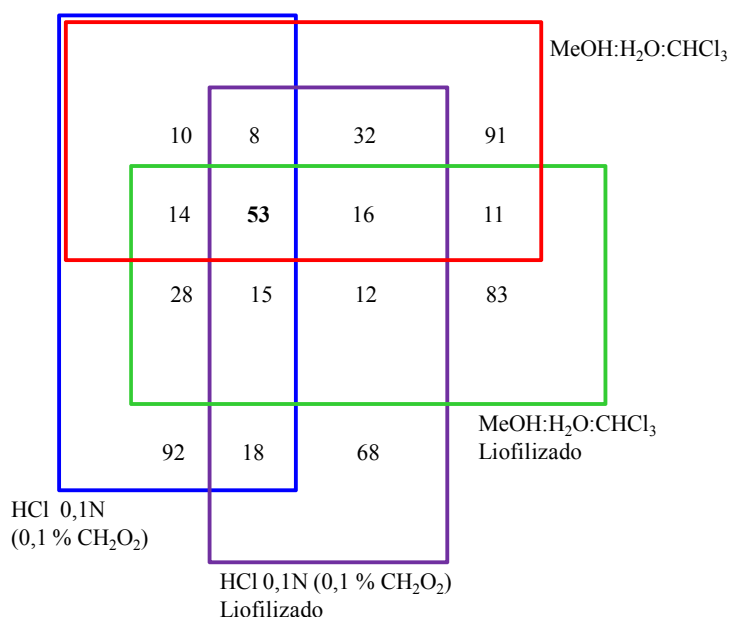 MeOH:H₂O:CHCl₃
10 8 32 91
14 53 16 11
28 15 12 83
MeOH:H₂O:CHCl₃
Liofilizado
92 18 68
HCl 0,1N
(0,1 % CH₂O₂)
HCl 0,1N (0,1 % CH₂O₂)
Liofilizado